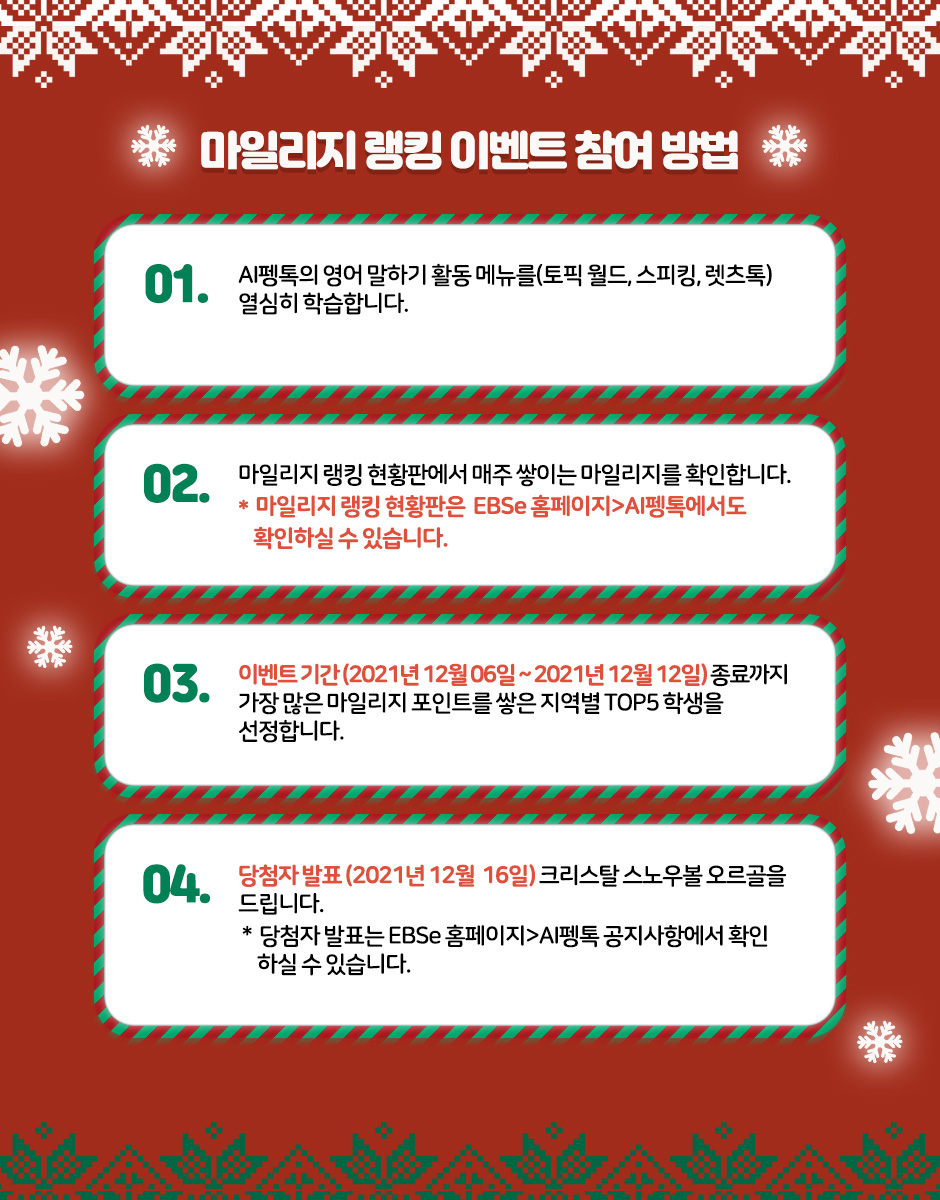 마일리지 랭킹 이벤트 참여 방법
01.
AI펭톡의 영어 말하기 활동 메뉴를(토픽 월드, 스피킹, 렛츠톡)
열심히 학습합니다.
02.
마일리지 랭킹 현황판에서 매주 쌓이는 마일리지를 확인합니다.
* 마일리지 랭킹 현황판은 EBSe 홈페이지>AI펭톡에서도
확인하실 수 있습니다.
03.
이벤트 기간 (2021년 12월 06일 ~ 2021년 12월 12일) 종료까지
가장 많은 마일리지 포인트를 쌓은 지역별 TOP5 학생을
선정합니다.
04.
당첨자 발표 (2021년 12월 16일) 크리스탈 스노우볼 오르골을
드립니다.
* 당첨자 발표는 EBSe 홈페이지>AI펭톡 공지사항에서 확인
하실 수 있습니다.